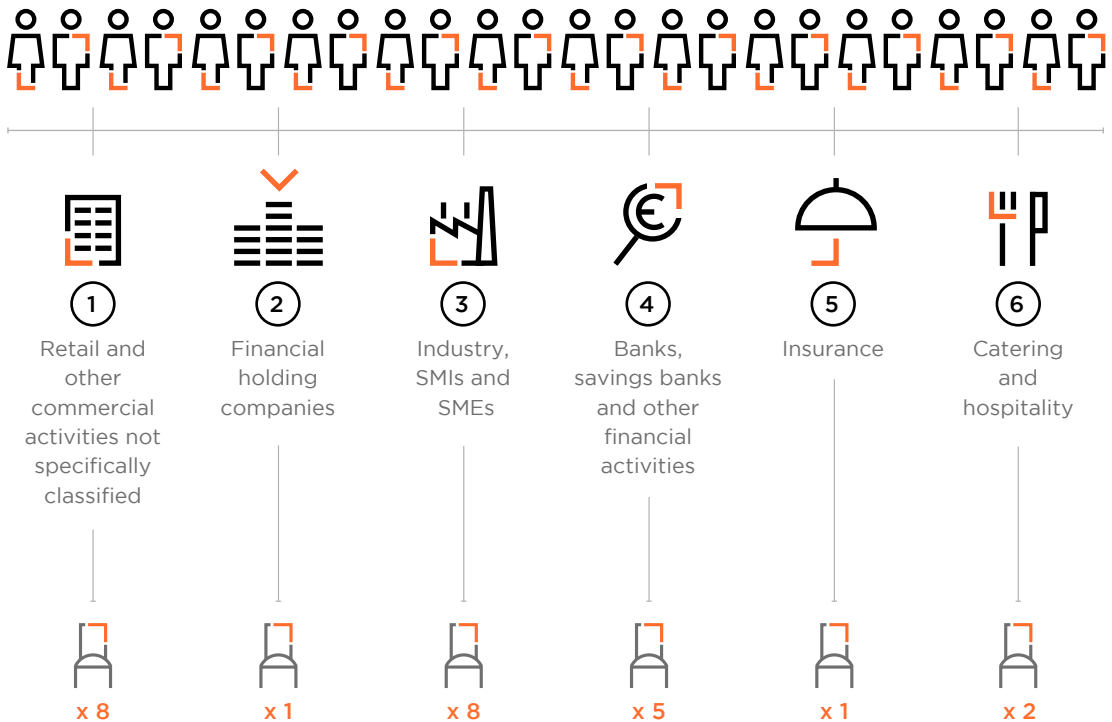 1
Retail and
other
commercial
activities not
specifically
classified
x 8
2
Financial
holding
companies
x 1
3
Industry,
SMIs and
SMEs
x 8
4
Banks,
savings banks
and other
financial
activities
x 5
5
Insurance
x 1
6
Catering
and
hospitality
x 2